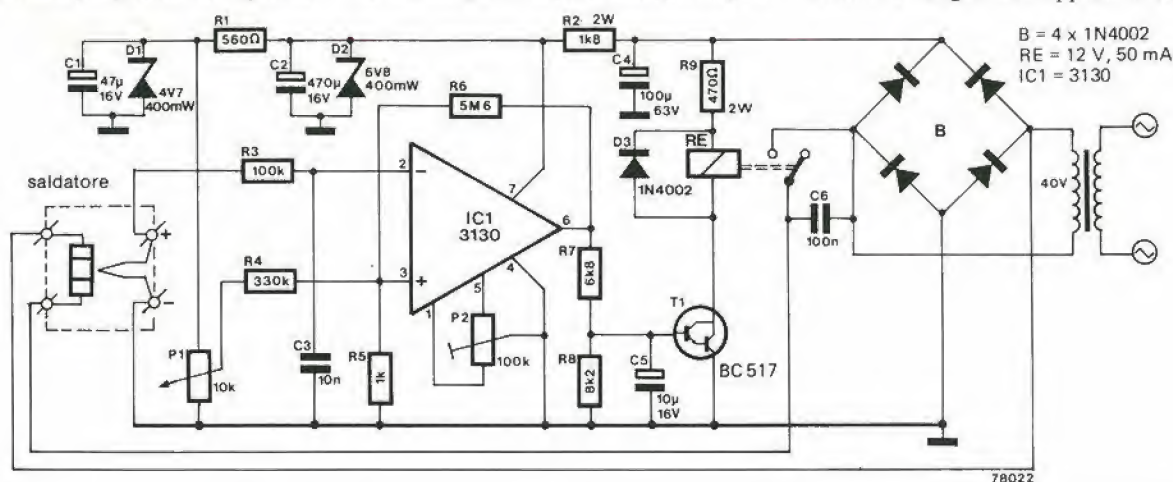 B = 4 x 1N4002
RE = 12 V, 50 mA
IC1 = 3130
R1
560Ω
R2 2W
1k8
D1
4V7
400mW
C1
47µ
16V
C2
470µ
16V
D2
6V8
400mW
R6
5M6
C4
100µ
63V
R9
470Ω
2W
D3
1N4002
RE
B
40V
C6
100n
R3
100k
saldatore
+
−
R4
330k
2
−
7
IC1
3130
6
3
+
5
4
1
P2
100k
R7
6k8
T1
BC517
P1
10k
C3
10n
R5
1k
R8
8k2
C5
10µ
16V
78022